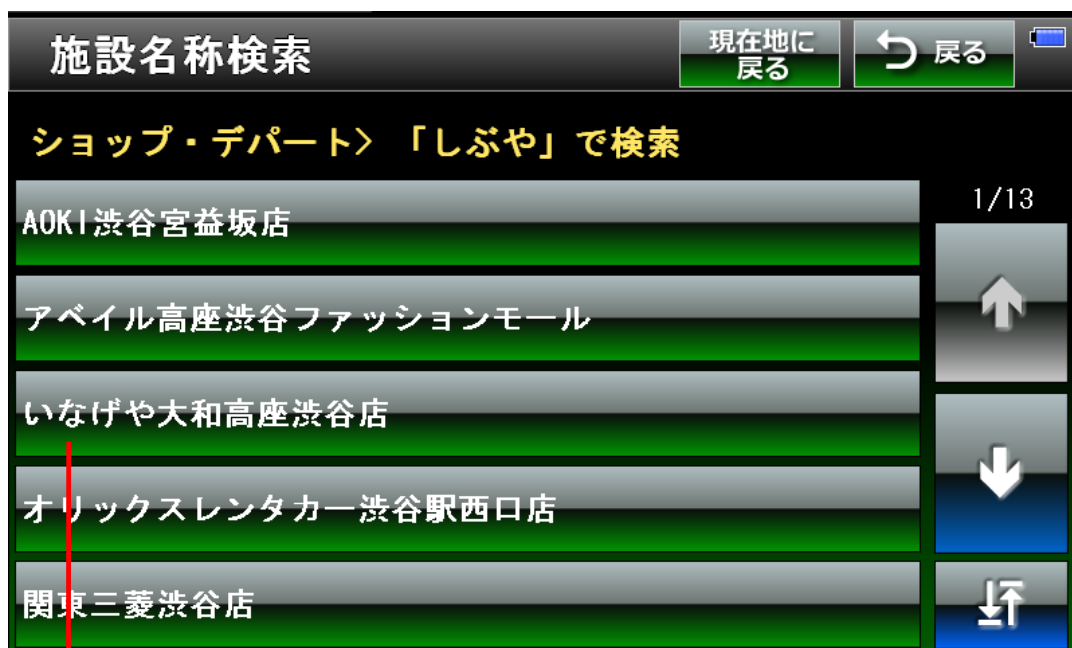 施設名称検索
現在地に
戻る
戻る
ショップ・デパート> 「しぶや」で検索
1/13
AOKI渋谷宮益坂店
アベイル高座渋谷ファッションモール
いなげや大和高座渋谷店
オリックスレンタカー渋谷駅西口店
関東三菱渋谷店